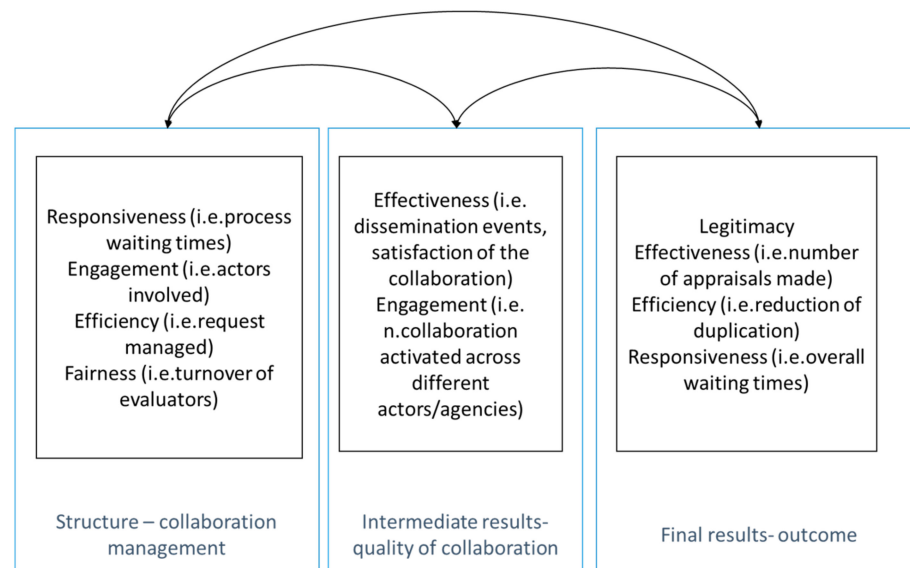 Responsiveness (i.e.process
waiting times)
Engagement (i.e.actors
involved)
Efficiency (i.e.request
managed)
Fairness (i.e.turnover of
evaluators)
Structure – collaboration
management
Effectiveness (i.e.
dissemination events,
satisfaction of the
collaboration)
Engagement (i.e.
n.collaboration
activated across
different
actors/agencies)
Intermediate results-
quality of collaboration
Legitimacy
Effectiveness (i.e.number
of appraisals made)
Efficiency (i.e.reduction of
duplication)
Responsiveness (i.e.overall
waiting times)
Final results- outcome